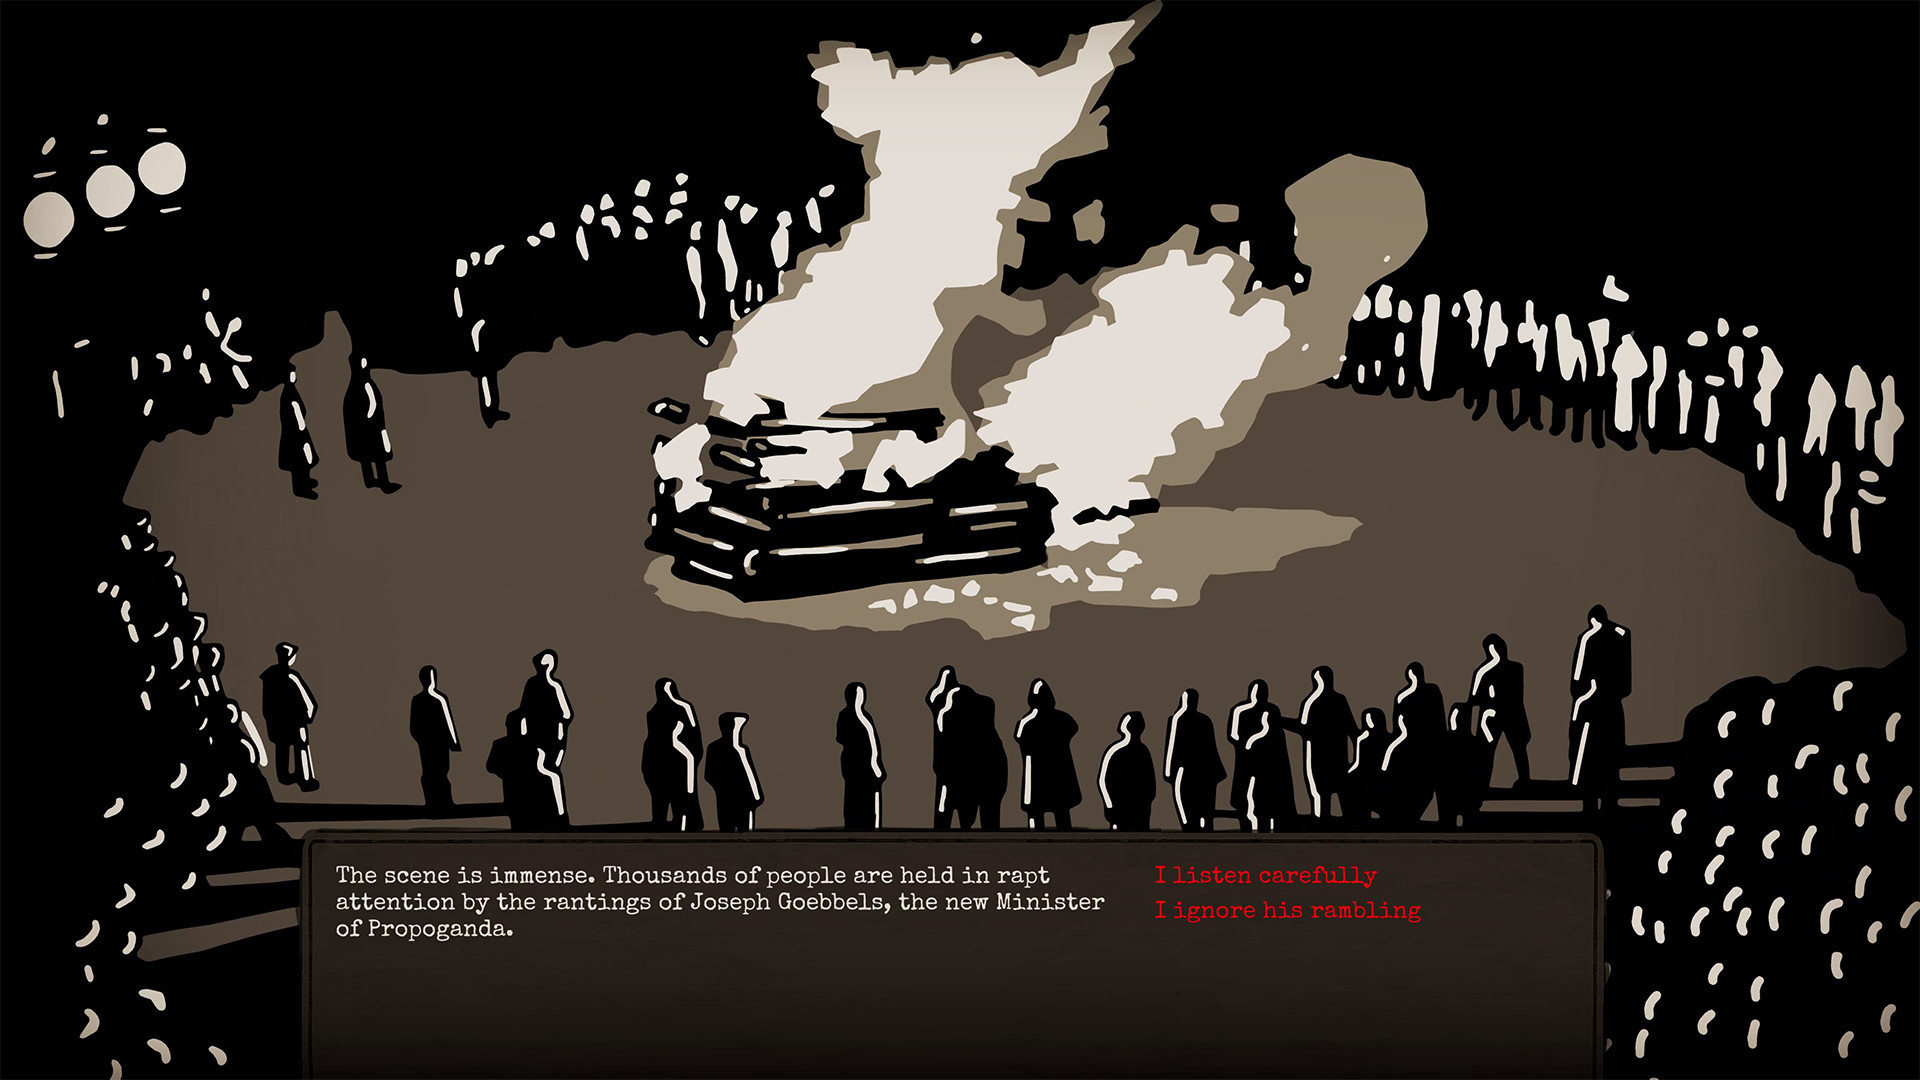 The scene is immense. Thousands of people are held in rapt
attention by the rantings of Joseph Goebbels, the new Minister
of Propoganda.
I listen carefully
I ignore his rambling